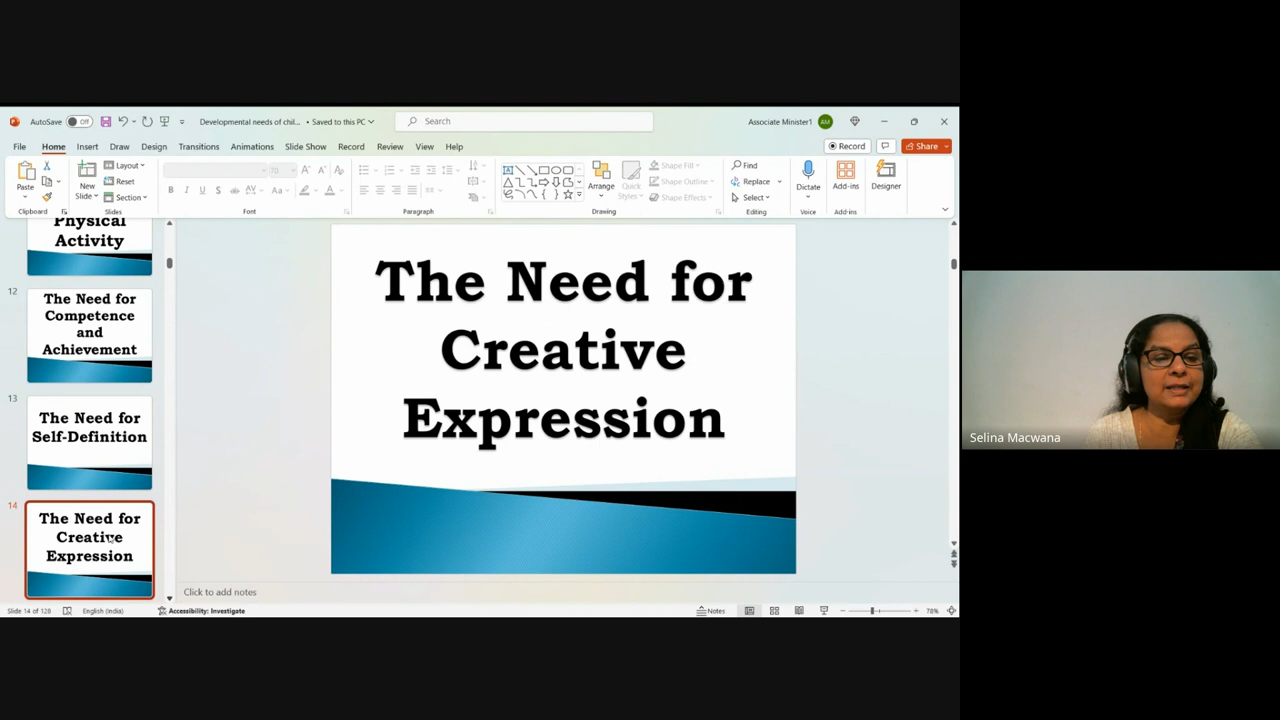 AutoSave Off Developmental needs of chil... • Saved to this PC Search Associate Minister1 AM
File Home Insert Draw Design Transitions Animations Slide Show Record Review View Help Record Share
Paste New Slide Layout Reset Section 70 B I U S ab AV Aa A Arrange Quick Styles Shape Fill Shape Outline Shape Effects Find Replace Select Dictate Add-ins Designer
Clipboard Slides Font Paragraph Drawing Editing Voice Add-ins
Physical
Activity
12
The Need for
Competence
and
Achievement
13
The Need for
Self-Definition
14
The Need for
Creative
Expression
The Need for
Creative
Expression
Click to add notes
Slide 14 of 128 English (India) Accessibility: Investigate Notes 78%
Selina Macwana